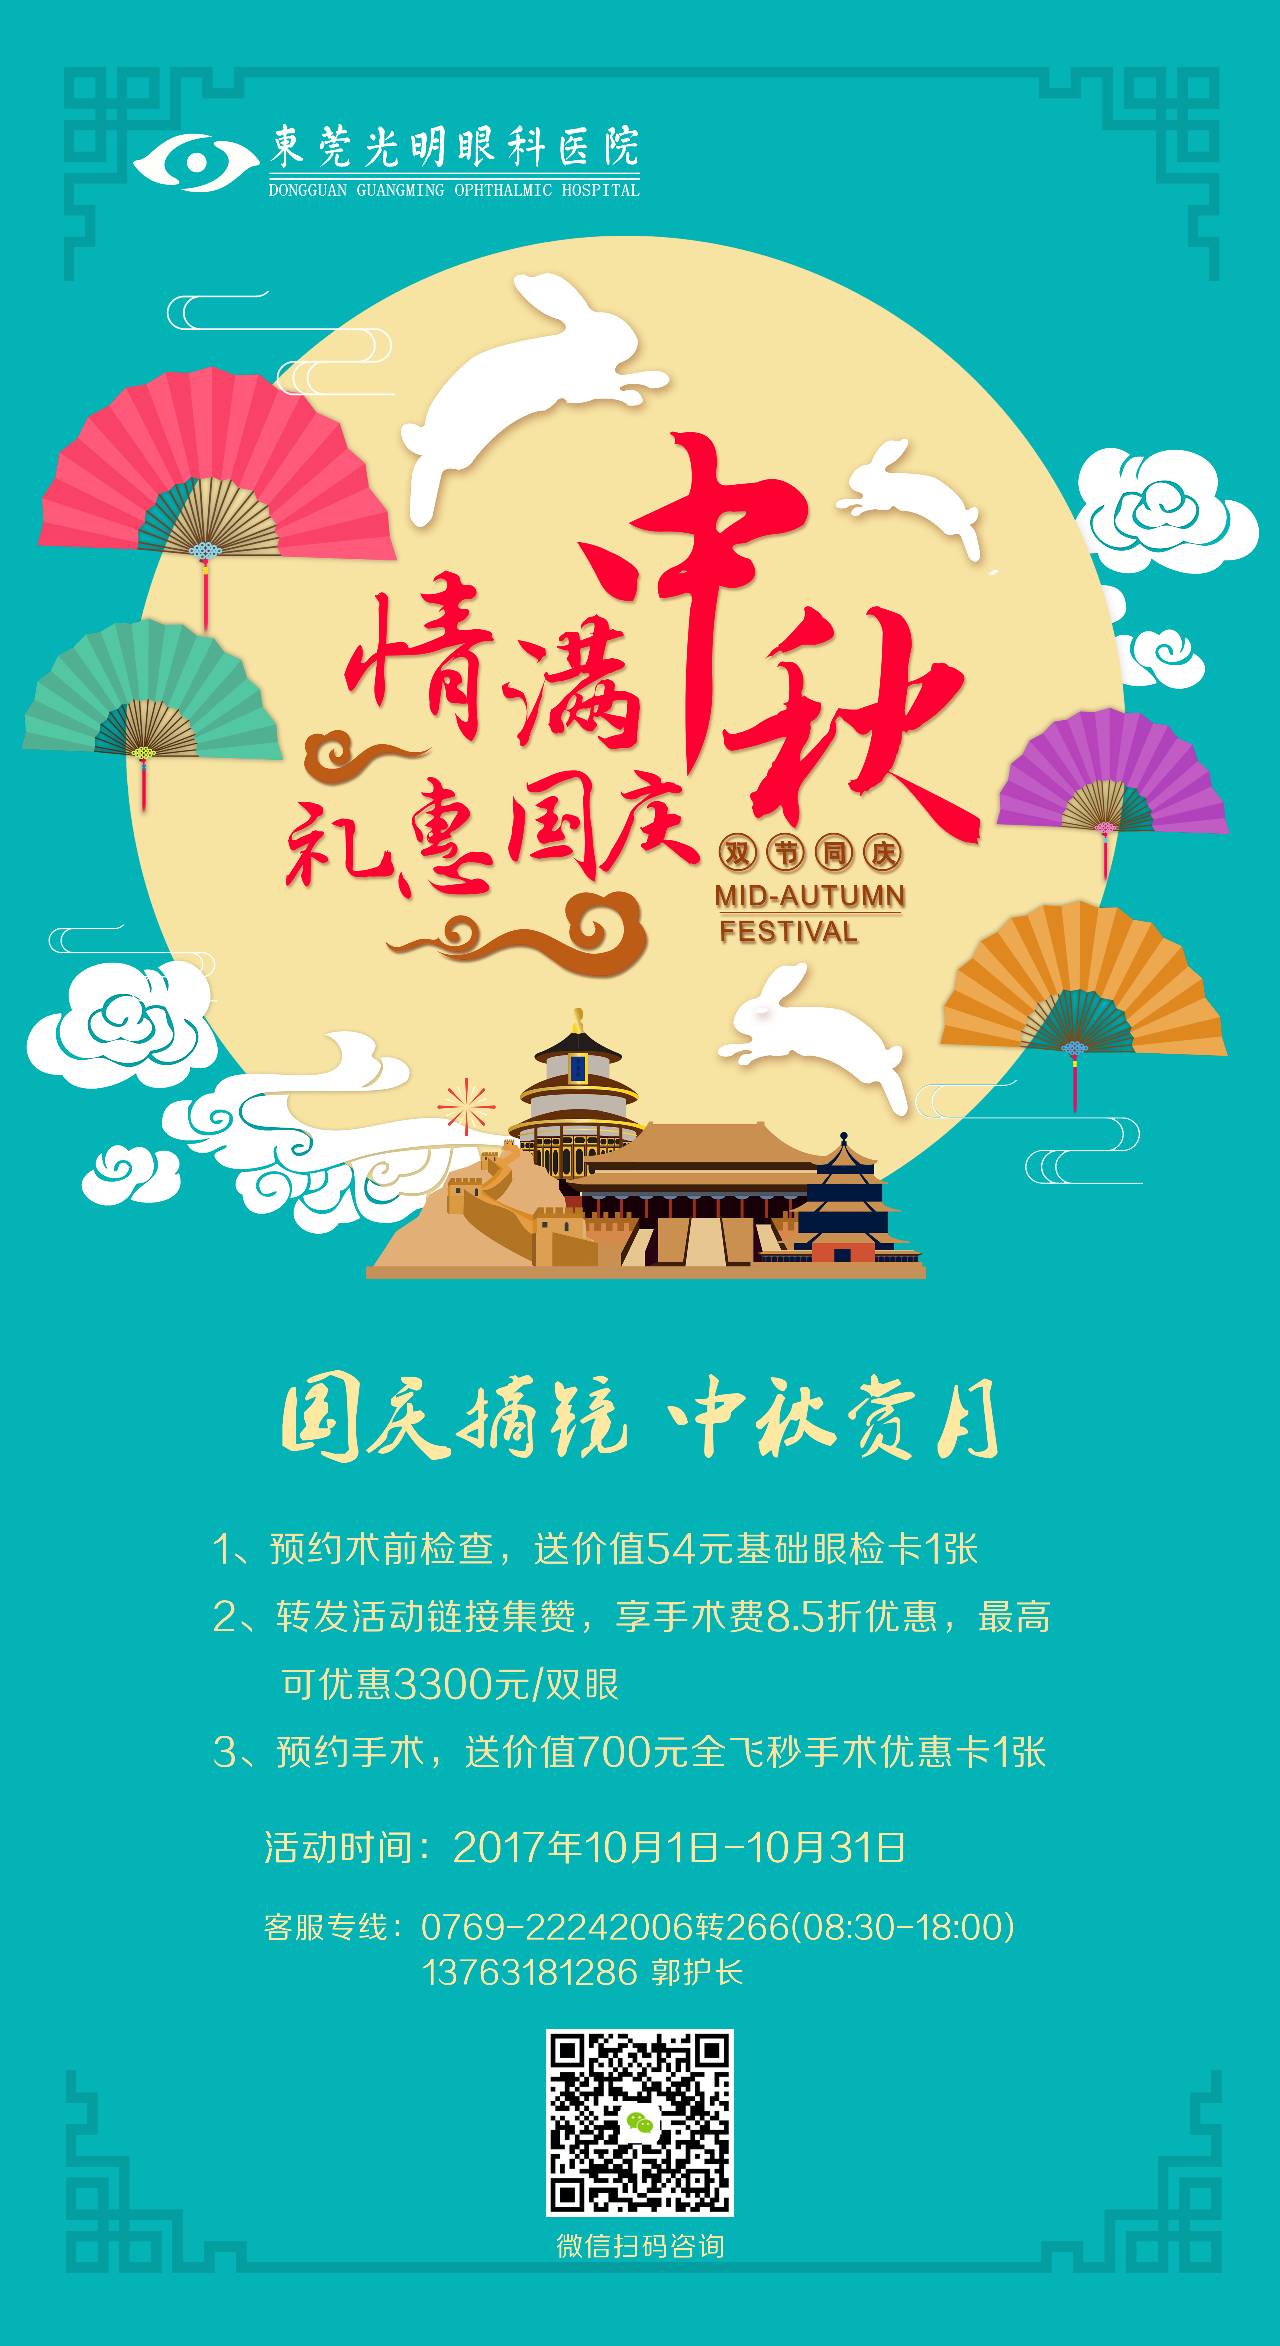 東莞光明眼科医院
DONGGUAN GUANGMING OPHTHALMIC HOSPITAL
情满中秋
礼惠国庆
双节同庆
MID-AUTUMN
FESTIVAL
国庆摘镜 中秋赏月
1、预约术前检查，送价值54元基础眼检卡1张
2、转发活动链接集赞，享手术费8.5折优惠，最高
可优惠3300元/双眼
3、预约手术，送价值700元全飞秒手术优惠卡1张
活动时间：2017年10月1日-10月31日
客服专线：0769-22242006转266(08:30-18:00)
13763181286 郭护长
微信扫码咨询